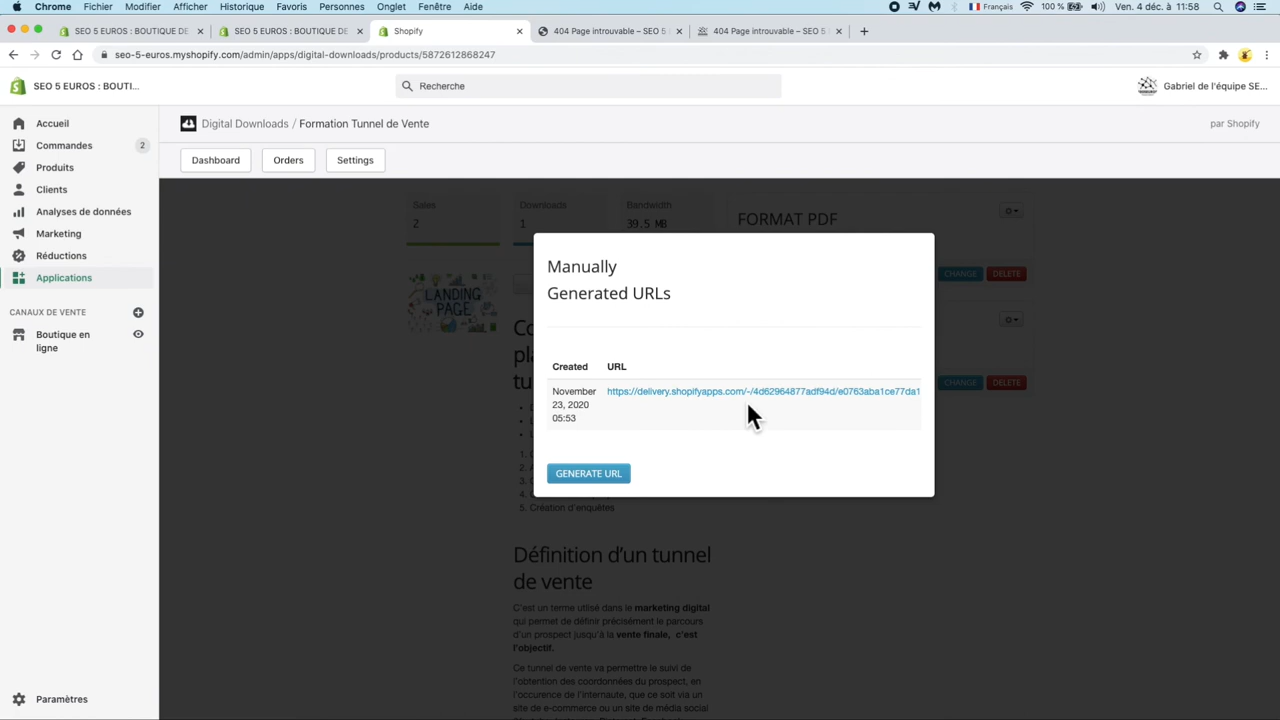 Chrome Fichier Modifier Afficher Historique Favoris Personnes Onglet Fenêtre Aide Français 100 % Ven. 4 déc. à 11:58
SEO 5 EUROS : BOUTIQUE DE
SEO 5 EUROS : BOUTIQUE DE
Shopify
404 Page introuvable – SEO 5
404 Page introuvable – SEO 5
seo-5-euros.myshopify.com/admin/apps/digital-downloads/products/5872612868247
SEO 5 EUROS : BOUTI...
Recherche
Gabriel de l'équipe SE...
Accueil
Commandes 2
Produits
Clients
Analyses de données
Marketing
Réductions
Applications
CANAUX DE VENTE
Boutique en
ligne
Paramètres
Digital Downloads / Formation Tunnel de Vente
par Shopify
Dashboard Orders Settings
Sales Downloads Bandwidth
2 1 39.5 MB
FORMAT PDF
CHANGE DELETE
CHANGE DELETE
LANDING
PAGE
Manually
Generated URLs
Created URL
November
23, 2020
05:53
https://delivery.shopifyapps.com/-/4d62964877adf94d/e0763aba1ce77da1
GENERATE URL
5. Création d'enquêtes
Définition d'un tunnel
de vente
C'est un terme utilisé dans le marketing digital
qui permet de définir précisément le parcours
d'un prospect jusqu'à la vente finale, c'est
l'objectif.
Ce tunnel de vente va permettre le suivi de
l'obtention des coordonnées du prospect, en
l'occurence de l'internaute, que ce soit via un
site de e-commerce ou un site de média social